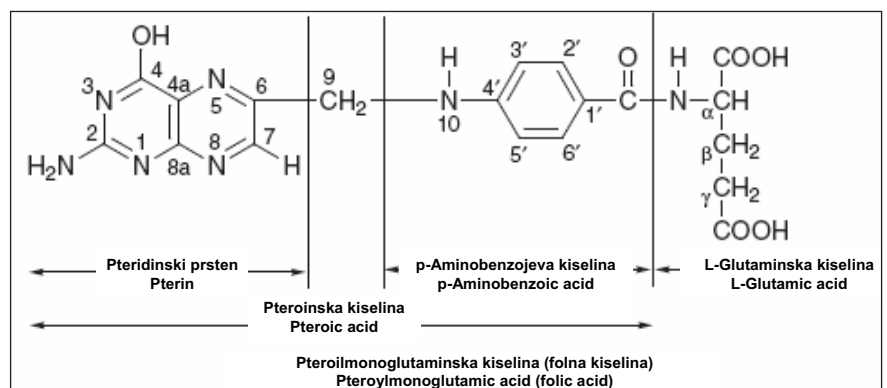 OH
4
3
N
4a
N
5
6
9
CH₂
H
N
10
3′
2′
4′
1′
5′
6′
O
C
H
N
COOH
C
H
α
2
1
N
8a
8
N
7
H
H₂N
β
CH₂
γ
CH₂
COOH
Pteridinski prsten
Pterin
p-Aminobenzojeva kiselina
p-Aminobenzoic acid
L-Glutaminska kiselina
L-Glutamic acid
Pteroinska kiselina
Pteroic acid
Pteroilmonoglutaminska kiselina (folna kiselina)
Pteroylmonoglutamic acid (folic acid)